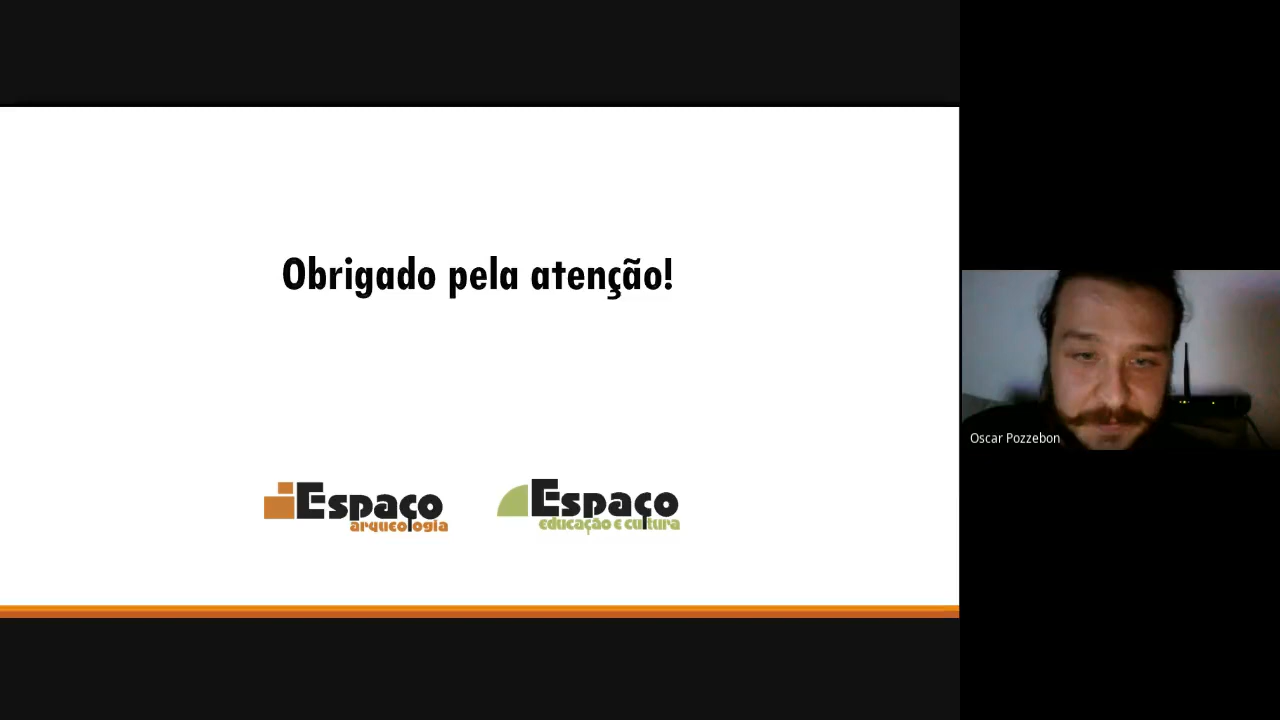 Obrigado pela atenção!
Espaço
arqueologia
Espaço
educação e cultura
Oscar Pozzebon